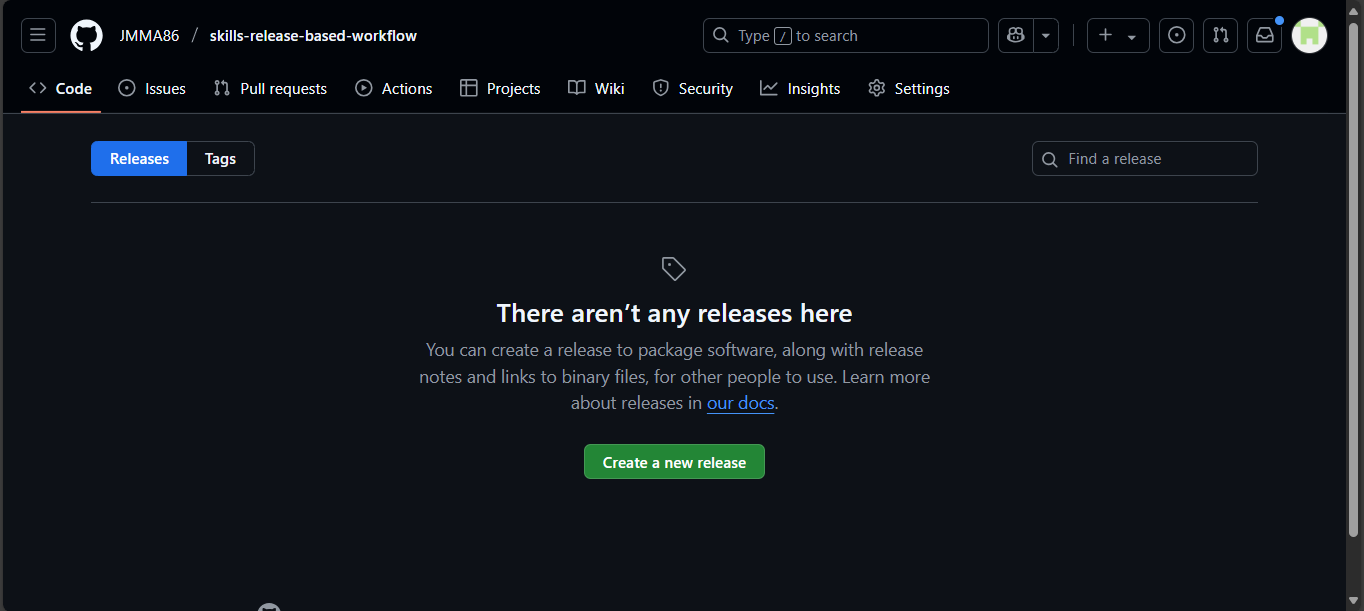 JMMA86 / skills-release-based-workflow
Type / to search
Code Issues Pull requests Actions Projects Wiki Security Insights Settings
Releases Tags
Find a release
There aren’t any releases here
You can create a release to package software, along with release
notes and links to binary files, for other people to use. Learn more
about releases in our docs.
Create a new release